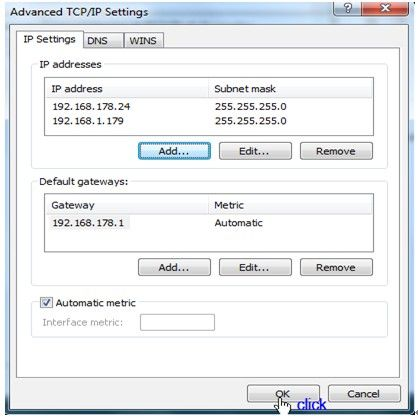 Advanced TCP/IP Settings
IP Settings DNS WINS
IP addresses
IP address Subnet mask
192.168.178.24 255.255.255.0
192.168.1.179 255.255.255.0
Add... Edit... Remove
Default gateways:
Gateway Metric
192.168.178.1 Automatic
Add... Edit... Remove
Automatic metric
Interface metric:
OK Cancel
click